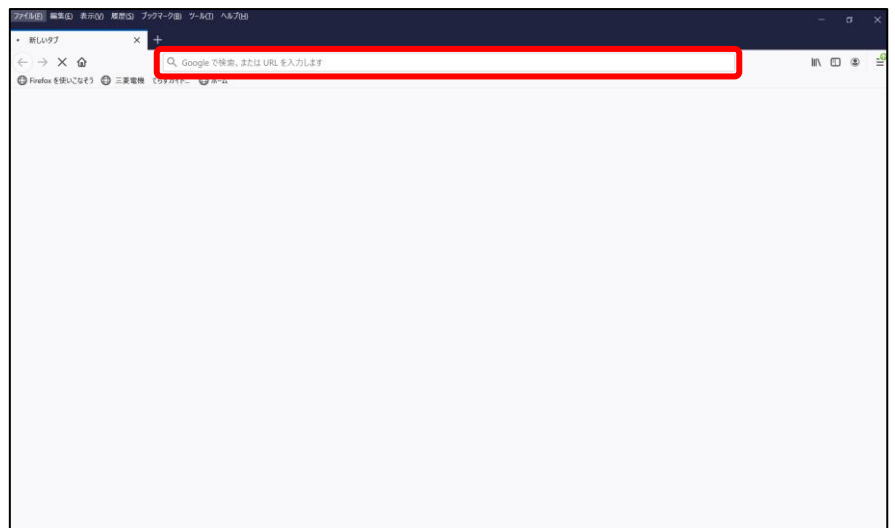 ファイル(F) 編集(E) 表示(V) 履歴(S) ブックマーク(B) ツール(T) ヘルプ(H)
新しいタブ
Google で検索、または URL を入力します
Firefox を使いこなそう 三菱電機 ホーム